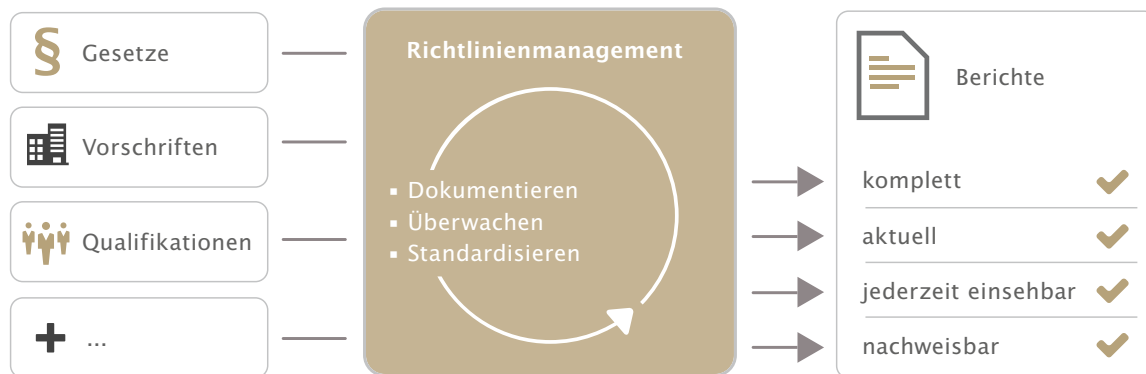 § Gesetze
Vorschriften
Qualifikationen
...
Richtlinienmanagement
▪ Dokumentieren
▪ Überwachen
▪ Standardisieren
Berichte
komplett
aktuell
jederzeit einsehbar
nachweisbar